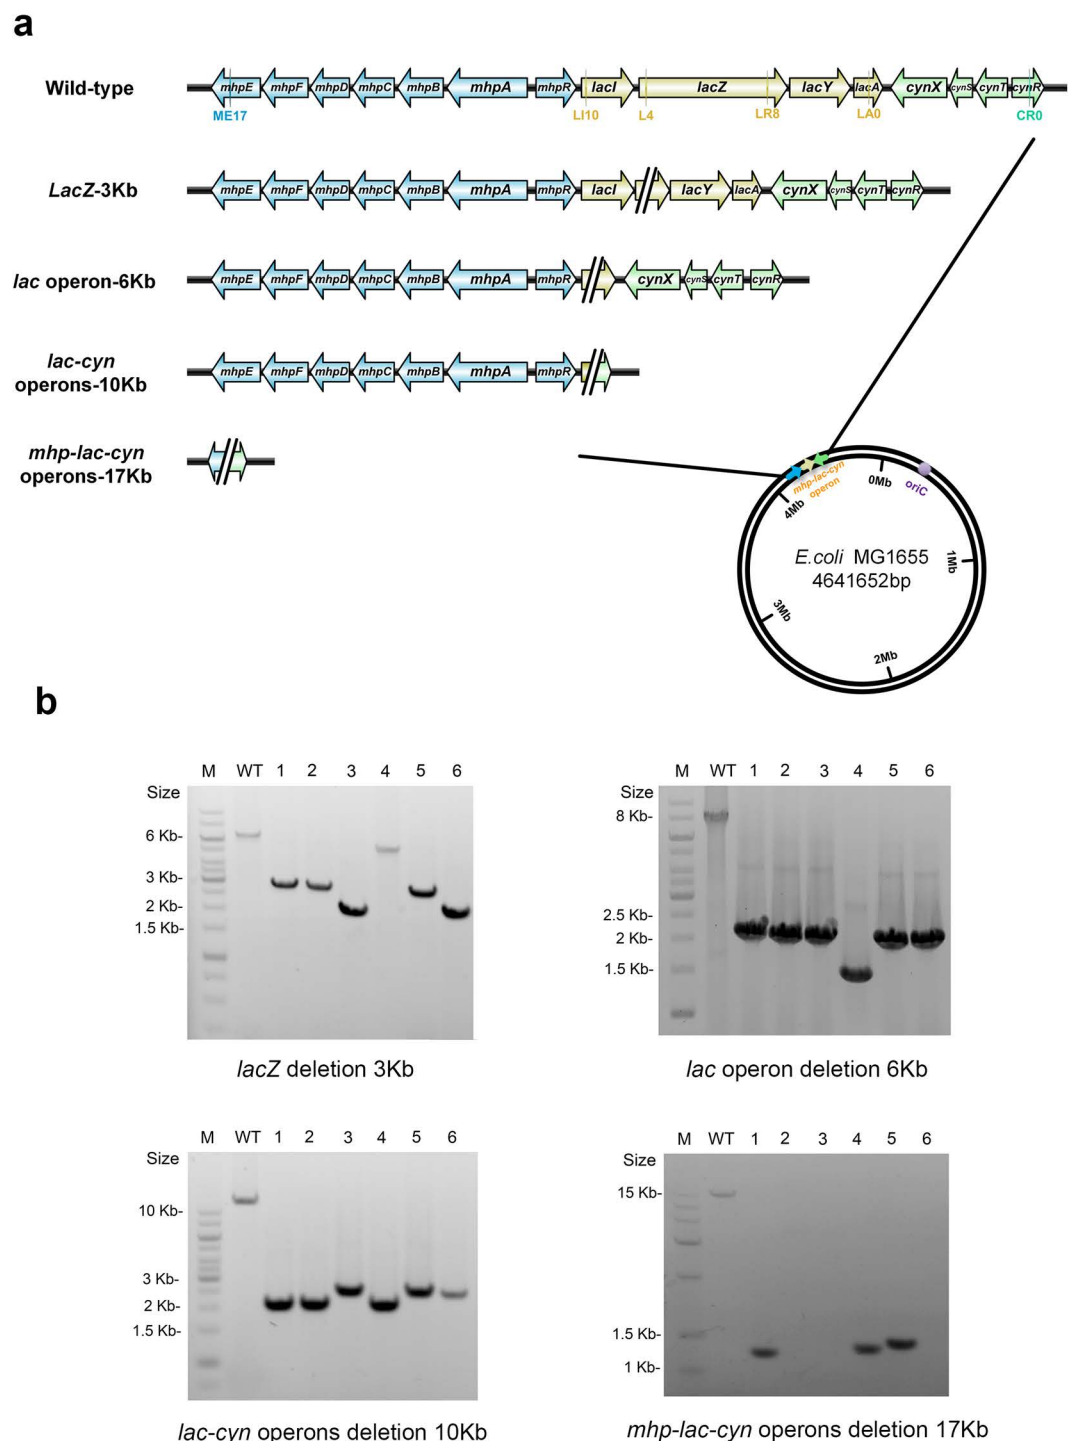 a
Wild-type
mhpE mhpF mhpD mhpC mhpB mhpA mhpR lacI lacZ lacY lacA cynX cynS cynT cynR
ME17 LI10 L4 LR8 LA0 CR0
LacZ-3Kb
mhpE mhpF mhpD mhpC mhpB mhpA mhpR lacI lacY lacA cynX cynS cynT cynR
lac operon-6Kb
mhpE mhpF mhpD mhpC mhpB mhpA mhpR cynX cynS cynT cynR
lac-cyn
operons-10Kb
mhpE mhpF mhpD mhpC mhpB mhpA mhpR
mhp-lac-cyn
operons-17Kb
mhp-lac-cyn
operon
0Mb
oriC
4Mb
1Mb
E.coli MG1655
4641652bp
3Mb
2Mb
b
M WT 1 2 3 4 5 6
Size
6 Kb-
3 Kb-
2 Kb-
1.5 Kb-
lacZ deletion 3Kb
M WT 1 2 3 4 5 6
Size
8 Kb-
2.5 Kb-
2 Kb-
1.5 Kb-
lac operon deletion 6Kb
M WT 1 2 3 4 5 6
Size
10 Kb-
3 Kb-
2 Kb-
1.5 Kb-
lac-cyn operons deletion 10Kb
M WT 1 2 3 4 5 6
Size
15 Kb-
1.5 Kb-
1 Kb-
mhp-lac-cyn operons deletion 17Kb